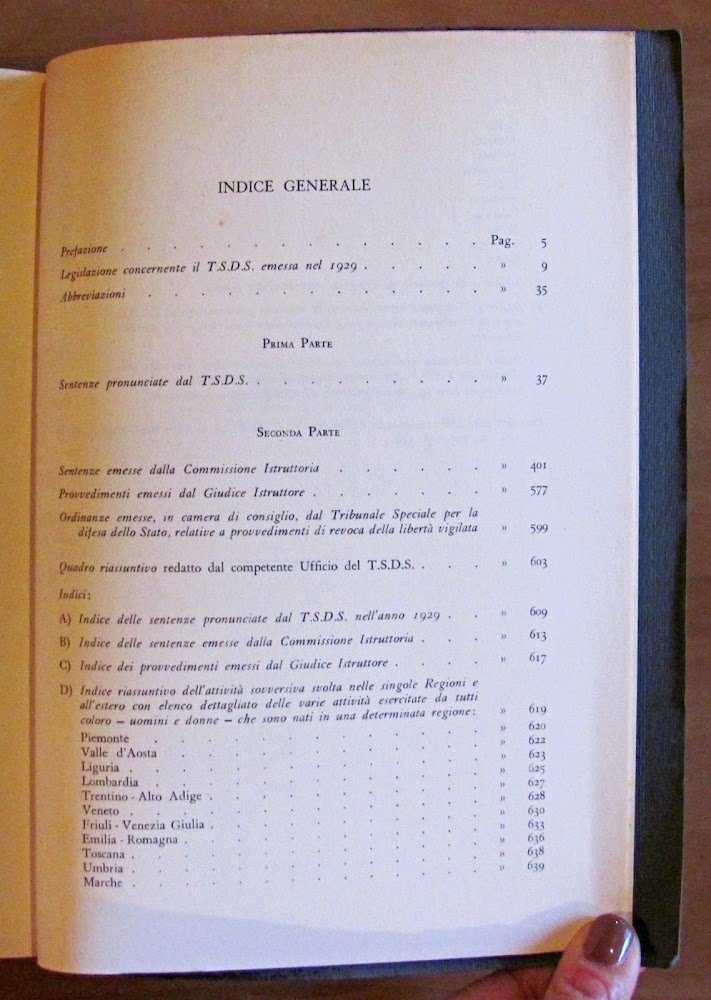 INDICE GENERALE
Prefazione . . . . . . . . . . . . . . Pag. 5
Legislazione concernente il T.S.D.S. emessa nel 1929 . . . . . » 9
Abbreviazioni . . . . . . . . . . . . . » 35
PRIMA PARTE
Sentenze pronunciate dal T.S.D.S. . . . . . . . . . » 37
SECONDA PARTE
Sentenze emesse dalla Commissione Istruttoria . . . . . . » 401
Provvedimenti emessi dal Giudice Istruttore . . . . . . . » 577
Ordinanze emesse, in camera di consiglio, dal Tribunale Speciale per la
difesa dello Stato, relative a provvedimenti di revoca della libertà vigilata » 599
Quadro riassuntivo redatto dal competente Ufficio del T.S.D.S. . . . » 603
Indici:
A) Indice delle sentenze pronunciate dal T.S.D.S. nell'anno 1929 . . » 609
B) Indice delle sentenze emesse dalla Commissione Istruttoria . . . » 613
C) Indice dei provvedimenti emessi dal Giudice Istruttore . . . . » 617
D) Indice riassuntivo dell'attività sovversiva svolta nelle singole Regioni e
all'estero con elenco dettagliato delle varie attività esercitate da tutti
coloro – uomini e donne – che sono nati in una determinata regione: » 619
Piemonte . . . . . . . . . . . . . » 620
Valle d'Aosta . . . . . . . . . . . . » 622
Liguria . . . . . . . . . . . . . . » 623
Lombardia . . . . . . . . . . . . . » 625
Trentino - Alto Adige . . . . . . . . . . . » 627
Veneto . . . . . . . . . . . . . . » 628
Friuli - Venezia Giulia . . . . . . . . . . . » 630
Emilia - Romagna . . . . . . . . . . . . » 633
Toscana . . . . . . . . . . . . . . » 636
Umbria . . . . . . . . . . . . . . » 638
Marche . . . . . . . . . . . . . . » 639